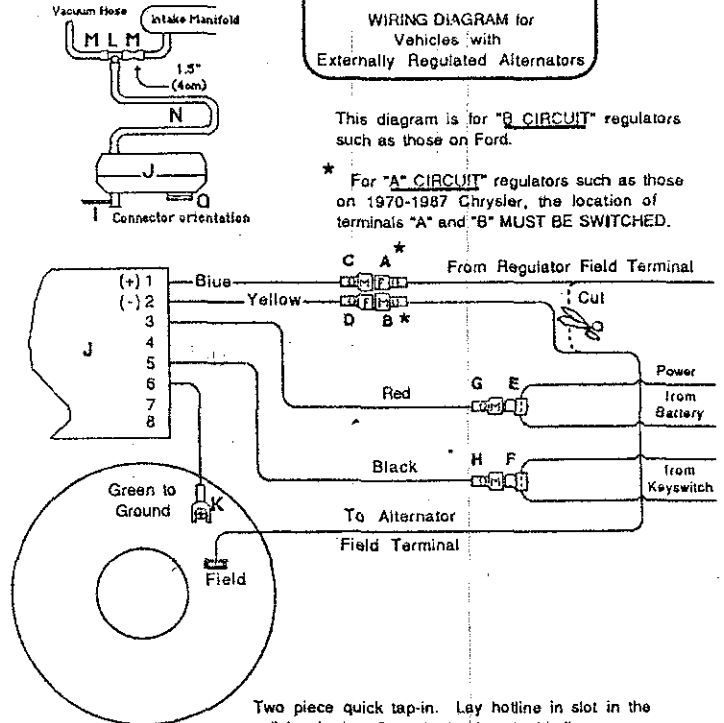 Vacuum Hose
Intake Manifold
M L M
1.5"
(4cm)
N
J
I
Q
Connector orientation
WIRING DIAGRAM for
Vehicles with
Externally Regulated Alternators
This diagram is for "B CIRCUIT" regulators
such as those on Ford.
* For "A" CIRCUIT" regulators such as those
on 1970-1987 Chrysler, the location of
terminals "A" and "B" MUST BE SWITCHED.
C A *
(+) 1 Blue M F From Regulator Field Terminal
(-) 2 Yellow F M Cut
D B *
3
J 4
5
6
7
8
Red G E Power
M from
Battery
Black H F
M from
Keyswitch
Green to
Ground K
To Alternator
Field Terminal
Field
Two piece quick tap-in. Lay hotline in slot in the